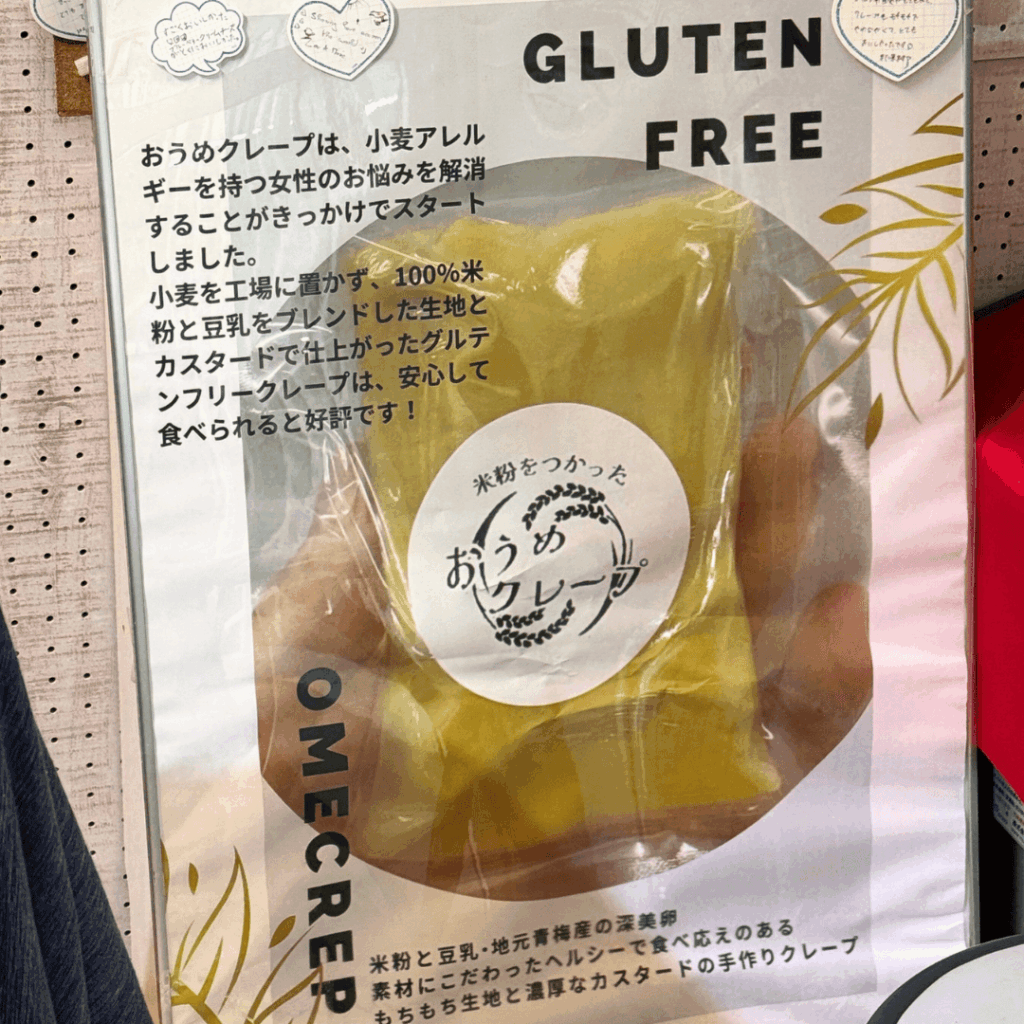 GLUTEN
FREE
おうめクレープは、小麦アレル
ギーを持つ女性のお悩みを解消
することがきっかけでスタート
しました。
小麦を工場に置かず、100%米
粉と豆乳をブレンドした生地と
カスタードで仕上がったグルテ
ンフリークレープは、安心して
食べられると好評です！
米粉をつかった
おうめ
クレープ
OMECREP
米粉と豆乳･地元青梅産の深美卵
素材にこだわったヘルシーで食べ応えのある
もちもち生地と濃厚なカスタードの手作りクレープ